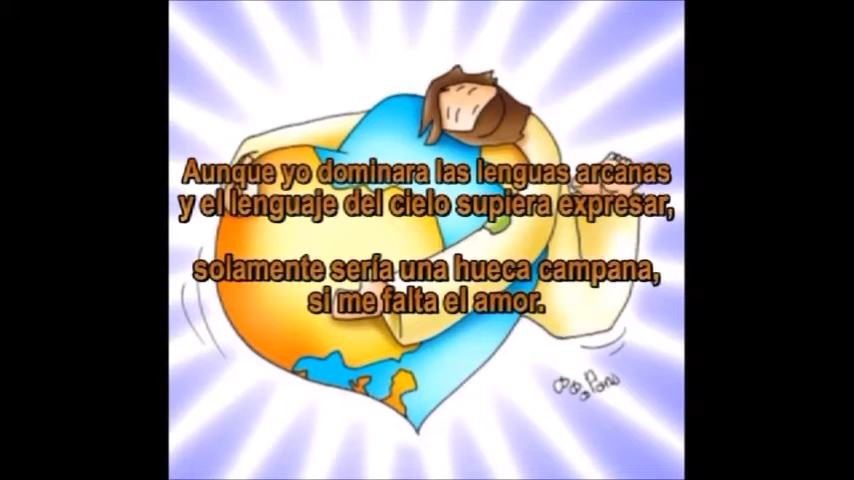 Aunque yo dominara las lenguas arcanas
y el lenguaje del cielo supiera expresar,
solamente sería una hueca campana,
si me falta el amor.